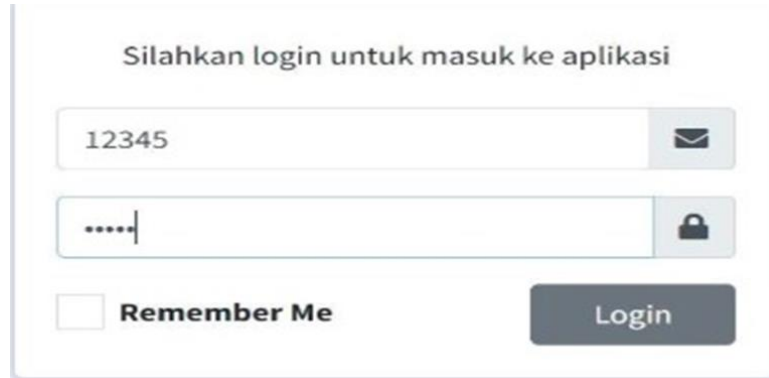 Silahkan login untuk masuk ke aplikasi
12345
•••••
Remember Me
Login